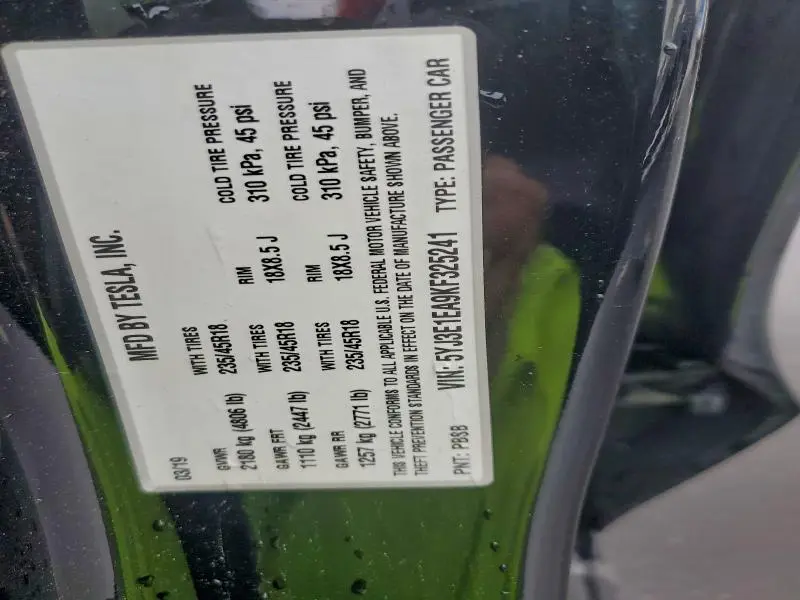 MFD BY TESLA, INC.
03/19
GVWR WITH TIRES RIM COLD TIRE PRESSURE
2180 kg (4806 lb) 235/45R18 18X8.5 J 310 kPa, 45 psi
GAWR FRT WITH TIRES RIM COLD TIRE PRESSURE
1110 kg (2447 lb) 235/45R18 18X8.5 J 310 kPa, 45 psi
GAWR RR WITH TIRES
1257 kg (2771 lb) 235/45R18
THIS VEHICLE CONFORMS TO ALL APPLICABLE U.S. FEDERAL MOTOR VEHICLE SAFETY, BUMPER, AND
THEFT PREVENTION STANDARDS IN EFFECT ON THE DATE OF MANUFACTURE SHOWN ABOVE.
VIN: 5YJ3E1EA9KF325241 TYPE: PASSENGER CAR
PNT: PBSB